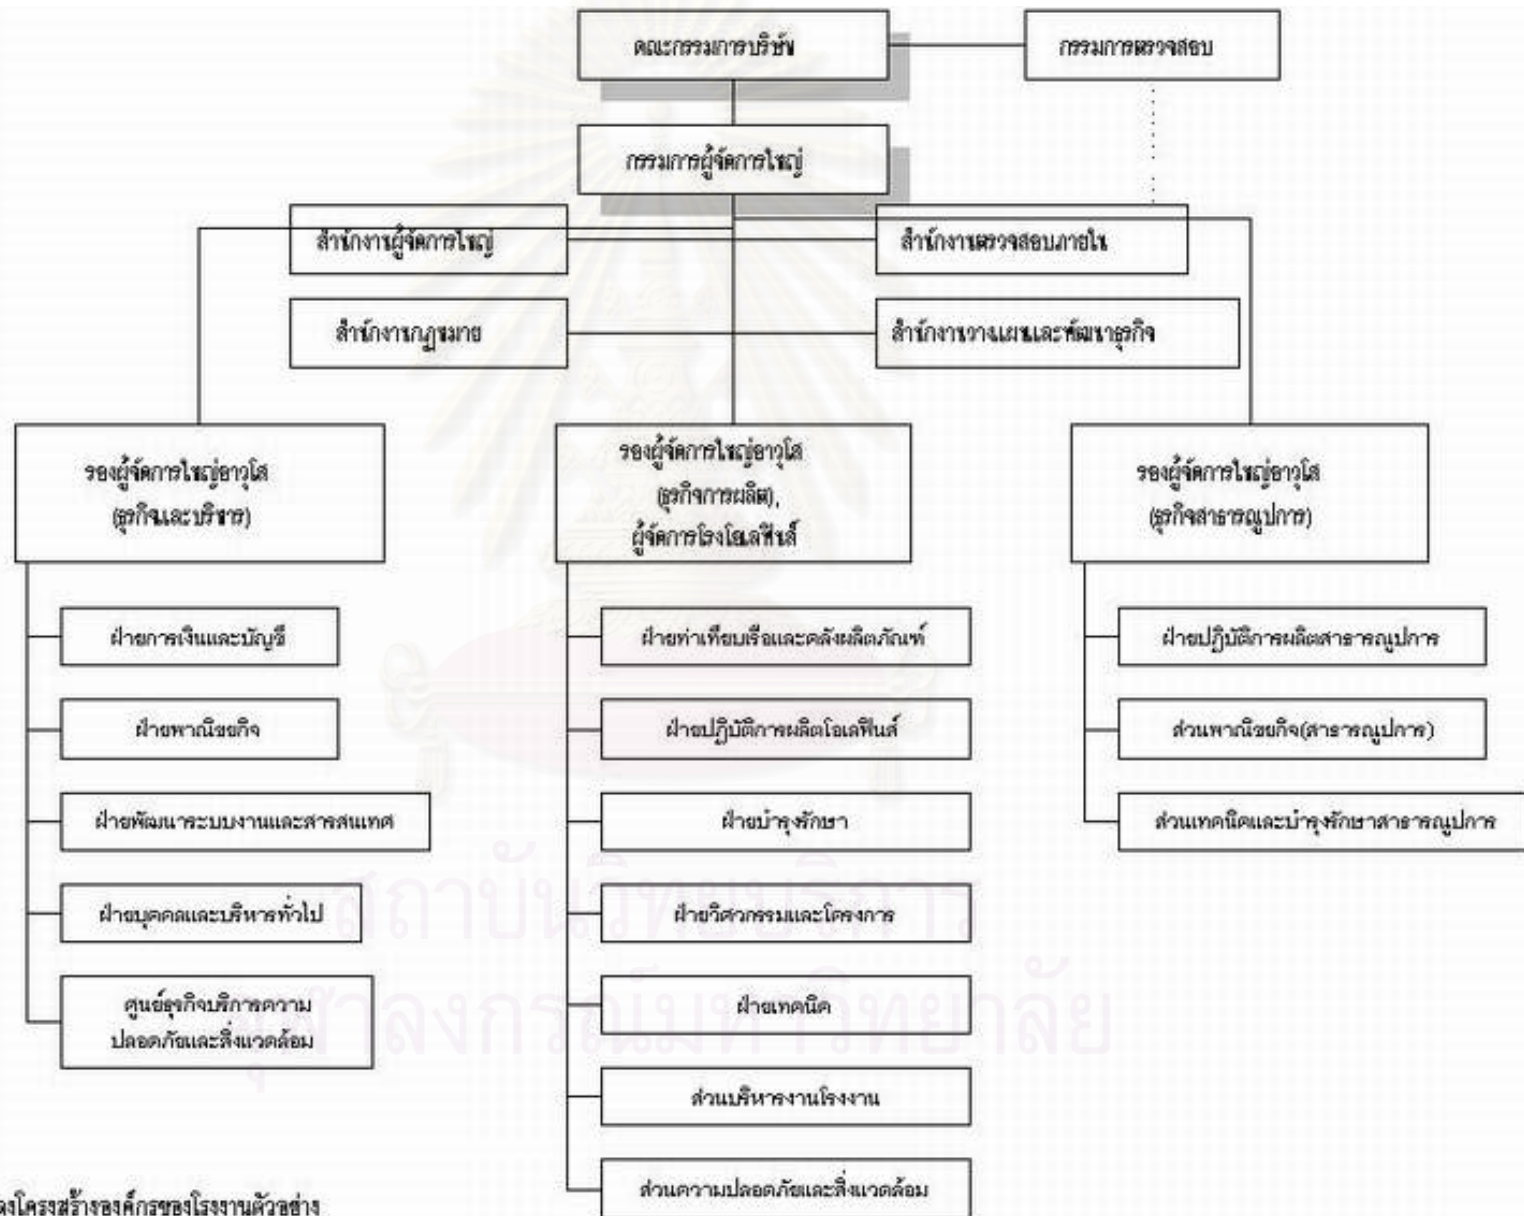 คณะกรรมการบริษัท
กรรมการตรวจสอบ
กรรมการผู้จัดการใหญ่
สำนักงานผู้จัดการใหญ่
สำนักงานตรวจสอบภายใน
สำนักงานกฎหมาย
สำนักงานวางแผนและพัฒนาธุรกิจ
รองผู้จัดการใหญ่อาวุโส
(ธุรกิจและบริหาร)
รองผู้จัดการใหญ่อาวุโส
(ธุรกิจการผลิต),
ผู้จัดการโรงโอเลฟินส์
รองผู้จัดการใหญ่อาวุโส
(ธุรกิจสาธารณูปการ)
ฝ่ายการเงินและบัญชี
ฝ่ายพาณิชยกิจ
ฝ่ายพัฒนาระบบงานและสารสนเทศ
ฝ่ายบุคคลและบริหารทั่วไป
ศูนย์ธุรกิจบริการความ
ปลอดภัยและสิ่งแวดล้อม
ฝ่ายท่าเทียบเรือและคลังผลิตภัณฑ์
ฝ่ายปฏิบัติการผลิตโอเลฟินส์
ฝ่ายบำรุงรักษา
ฝ่ายวิศวกรรมและโครงการ
ฝ่ายเทคนิค
ส่วนบริหารงานโรงงาน
ส่วนความปลอดภัยและสิ่งแวดล้อม
ฝ่ายปฏิบัติการผลิตสาธารณูปการ
ส่วนพาณิชยกิจ(สาธารณูปการ)
ส่วนเทคนิคและบำรุงรักษาสาธารณูปการ
สถาบันวิทยบริการ
จุฬาลงกรณ์มหาวิทยาลัย
โครงสร้างองค์กรของโรงงานตัวอย่าง